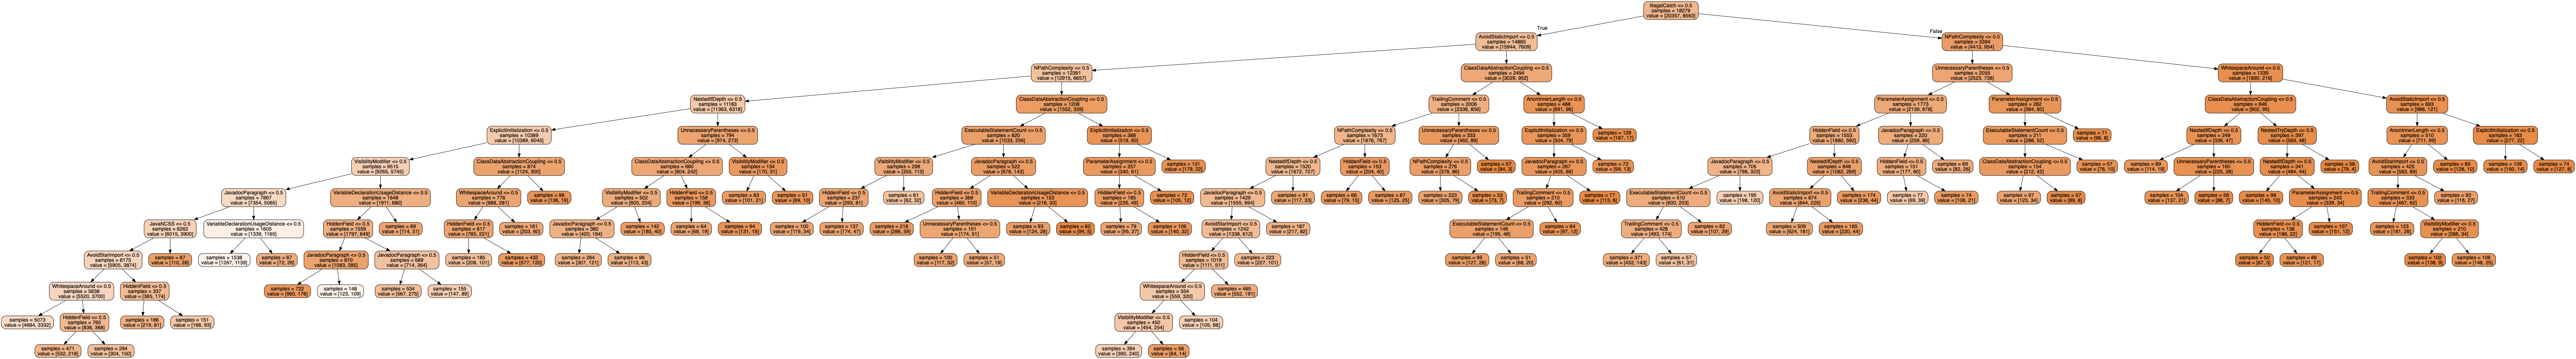 IllegalCatch <= 0.5
samples = 18279
value = [20357, 8563]
True
False
AvoidStaticImport <= 0.5
samples = 14885
value = [15944, 7609]
NPathComplexity <= 0.5
samples = 3394
value = [4413, 954]
NPathComplexity <= 0.5
samples = 12391
value = [12915, 6657]
ClassDataAbstractionCoupling <= 0.5
samples = 2494
value = [3029, 952]
UnnecessaryParentheses <= 0.5
samples = 2055
value = [2523, 738]
WhitespaceAround <= 0.5
samples = 1339
value = [1890, 216]
NestedIfDepth <= 0.5
samples = 11183
value = [11363, 6318]
ClassDataAbstractionCoupling <= 0.5
samples = 1208
value = [1552, 339]
TrailingComment <= 0.5
samples = 2006
value = [2338, 856]
AnonInnerLength <= 0.5
samples = 488
value = [691, 96]
ParameterAssignment <= 0.5
samples = 1773
value = [2139, 678]
ParameterAssignment <= 0.5
samples = 282
value = [384, 60]
ClassDataAbstractionCoupling <= 0.5
samples = 646
value = [902, 95]
AvoidStaticImport <= 0.5
samples = 693
value = [988, 121]
ExplicitInitialization <= 0.5
samples = 10389
value = [10389, 6045]
UnnecessaryParentheses <= 0.5
samples = 794
value = [974, 273]
ExecutableStatementCount <= 0.5
samples = 820
value = [1033, 256]
ExplicitInitialization <= 0.5
samples = 388
value = [519, 83]
NPathComplexity <= 0.5
samples = 1673
value = [1876, 767]
UnnecessaryParentheses <= 0.5
samples = 333
value = [462, 89]
ExplicitInitialization <= 0.5
samples = 359
value = [504, 79]
samples = 129
value = [187, 17]
HiddenField <= 0.5
samples = 1553
value = [1880, 592]
JavadocParagraph <= 0.5
samples = 220
value = [259, 86]
ExecutableStatementCount <= 0.5
samples = 211
value = [288, 52]
samples = 71
value = [96, 8]
NestedIfDepth <= 0.5
samples = 249
value = [339, 47]
NestedTryDepth <= 0.5
samples = 397
value = [563, 48]
AnonInnerLength <= 0.5
samples = 510
value = [711, 99]
ExplicitInitialization <= 0.5
samples = 183
value = [277, 22]
VisibilityModifier <= 0.5
samples = 9515
value = [9265, 5745]
ClassDataAbstractionCoupling <= 0.5
samples = 874
value = [1124, 300]
ClassDataAbstractionCoupling <= 0.5
samples = 660
value = [804, 242]
VisibilityModifier <= 0.5
samples = 134
value = [170, 31]
VisibilityModifier <= 0.5
samples = 298
value = [355, 113]
JavadocParagraph <= 0.5
samples = 522
value = [678, 143]
ParameterAssignment <= 0.5
samples = 257
value = [340, 61]
samples = 131
value = [179, 22]
NestedIfDepth <= 0.5
samples = 1520
value = [1672, 727]
HiddenField <= 0.5
samples = 153
value = [204, 40]
NPathComplexity <= 0.5
samples = 276
value = [378, 86]
samples = 57
value = [84, 3]
JavadocParagraph <= 0.5
samples = 287
value = [405, 66]
samples = 72
value = [99, 13]
JavadocParagraph <= 0.5
samples = 705
value = [798, 323]
NestedIfDepth <= 0.5
samples = 848
value = [1082, 269]
HiddenField <= 0.5
samples = 151
value = [177, 60]
samples = 69
value = [82, 26]
ClassDataAbstractionCoupling <= 0.5
samples = 154
value = [212, 42]
samples = 57
value = [76, 10]
samples = 89
value = [114, 19]
UnnecessaryParentheses <= 0.5
samples = 160
value = [225, 28]
NestedIfDepth <= 0.5
samples = 341
value = [484, 44]
samples = 56
value = [79, 4]
AvoidStarImport <= 0.5
samples = 425
value = [583, 89]
samples = 85
value = [128, 10]
samples = 109
value = [150, 14]
samples = 74
value = [127, 8]
JavadocParagraph <= 0.5
samples = 7867
value = [7354, 5065]
VariableDeclarationUsageDistance <= 0.5
samples = 1648
value = [1911, 680]
WhitespaceAround <= 0.5
samples = 778
value = [988, 281]
samples = 96
value = [136, 19]
VisibilityModifier <= 0.5
samples = 502
value = [605, 204]
HiddenField <= 0.5
samples = 158
value = [199, 38]
samples = 83
value = [101, 21]
samples = 51
value = [69, 10]
HiddenField <= 0.5
samples = 237
value = [293, 81]
samples = 61
value = [62, 32]
HiddenField <= 0.5
samples = 369
value = [460, 110]
VariableDeclarationUsageDistance <= 0.5
samples = 153
value = [218, 33]
HiddenField <= 0.5
samples = 185
value = [235, 49]
samples = 72
value = [105, 12]
JavadocParagraph <= 0.5
samples = 1429
value = [1555, 694]
samples = 91
value = [117, 33]
samples = 66
value = [79, 15]
samples = 87
value = [125, 25]
samples = 223
value = [305, 79]
samples = 53
value = [73, 7]
TrailingComment <= 0.5
samples = 210
value = [292, 60]
samples = 77
value = [113, 6]
ExecutableStatementCount <= 0.5
samples = 510
value = [600, 203]
samples = 195
value = [198, 120]
AvoidStaticImport <= 0.5
samples = 674
value = [844, 225]
samples = 174
value = [238, 44]
samples = 77
value = [69, 39]
samples = 74
value = [108, 21]
samples = 97
value = [123, 34]
samples = 57
value = [89, 8]
samples = 104
value = [137, 21]
samples = 56
value = [88, 7]
samples = 98
value = [145, 10]
ParameterAssignment <= 0.5
samples = 243
value = [339, 34]
TrailingComment <= 0.5
samples = 333
value = [467, 62]
samples = 92
value = [116, 27]
JavaNCSS <= 0.5
samples = 6262
value = [6015, 3900]
VariableDeclarationUsageDistance <= 0.5
samples = 1605
value = [1339, 1165]
HiddenField <= 0.5
samples = 1559
value = [1797, 649]
samples = 89
value = [114, 31]
HiddenField <= 0.5
samples = 617
value = [785, 221]
samples = 161
value = [203, 60]
JavadocParagraph <= 0.5
samples = 360
value = [420, 164]
samples = 142
value = [185, 40]
samples = 64
value = [68, 19]
samples = 94
value = [131, 19]
samples = 100
value = [119, 34]
samples = 137
value = [174, 47]
samples = 218
value = [286, 59]
UnnecessaryParentheses <= 0.5
samples = 151
value = [174, 51]
samples = 93
value = [124, 28]
samples = 60
value = [94, 5]
samples = 79
value = [95, 27]
samples = 106
value = [140, 22]
AvoidStarImport <= 0.5
samples = 1242
value = [1338, 612]
samples = 187
value = [217, 82]
ExecutableStatementCount <= 0.5
samples = 146
value = [195, 48]
samples = 64
value = [97, 12]
TrailingComment <= 0.5
samples = 428
value = [493, 174]
samples = 82
value = [107, 29]
samples = 509
value = [624, 181]
samples = 165
value = [220, 44]
HiddenField <= 0.5
samples = 136
value = [188, 22]
samples = 107
value = [151, 12]
samples = 123
value = [181, 28]
VisibilityModifier <= 0.5
samples = 210
value = [286, 34]
AvoidStarImport <= 0.5
samples = 6175
value = [5905, 3874]
samples = 87
value = [110, 26]
samples = 1538
value = [1267, 1139]
samples = 67
value = [72, 26]
JavadocParagraph <= 0.5
samples = 870
value = [1083, 285]
JavadocParagraph <= 0.5
samples = 689
value = [714, 364]
samples = 185
value = [208, 101]
samples = 432
value = [577, 120]
samples = 264
value = [307, 121]
samples = 96
value = [113, 43]
samples = 100
value = [117, 32]
samples = 51
value = [57, 19]
HiddenField <= 0.5
samples = 1019
value = [1111, 511]
samples = 223
value = [227, 101]
samples = 95
value = [127, 28]
samples = 51
value = [68, 20]
samples = 371
value = [432, 143]
samples = 57
value = [61, 31]
samples = 50
value = [67, 5]
samples = 86
value = [121, 17]
samples = 102
value = [138, 9]
samples = 108
value = [148, 25]
WhitespaceAround <= 0.5
samples = 5838
value = [5520, 3700]
HiddenField <= 0.5
samples = 337
value = [385, 174]
samples = 722
value = [960, 176]
samples = 148
value = [123, 109]
samples = 534
value = [567, 275]
samples = 155
value = [147, 89]
WhitespaceAround <= 0.5
samples = 554
value = [559, 320]
samples = 465
value = [552, 191]
samples = 5073
value = [4684, 3332]
HiddenField <= 0.5
samples = 765
value = [836, 368]
samples = 186
value = [219, 81]
samples = 151
value = [166, 93]
VisibilityModifier <= 0.5
samples = 450
value = [454, 254]
samples = 104
value = [105, 66]
samples = 471
value = [532, 218]
samples = 294
value = [304, 150]
samples = 394
value = [390, 240]
samples = 56
value = [64, 14]